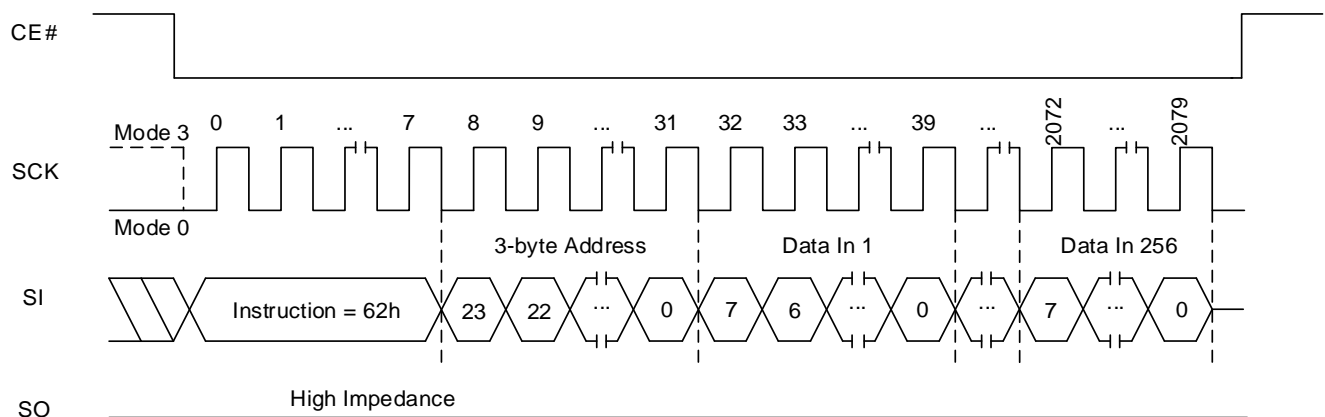 CE#
0 1 ... 7 8 9 ... 31 32 33 ... 39 ... 2072 ... 2079
Mode 3
SCK
Mode 0
3-byte Address Data In 1 Data In 256
SI Instruction = 62h 23 22 ... 0 7 6 ... 0 ... 7 ... 0
High Impedance
SO